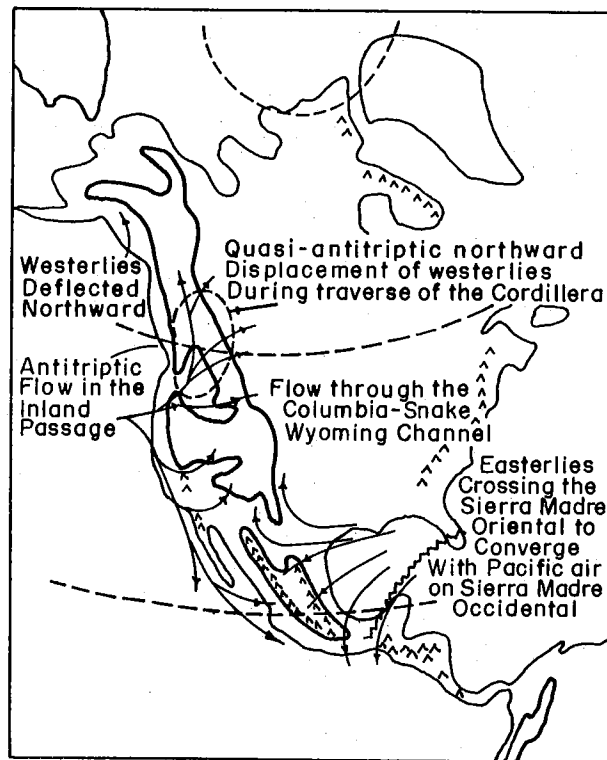 Westerlies
Deflected
Northward
Quasi-antitriptic northward
Displacement of westerlies
During traverse of the Cordillera
Antitriptic
Flow in the
Inland
Passage
Flow through the
Columbia-Snake
Wyoming Channel
Easterlies
Crossing the
Sierra Madre
Oriental to
Converge
With Pacific air
on Sierra Madre
Occidental